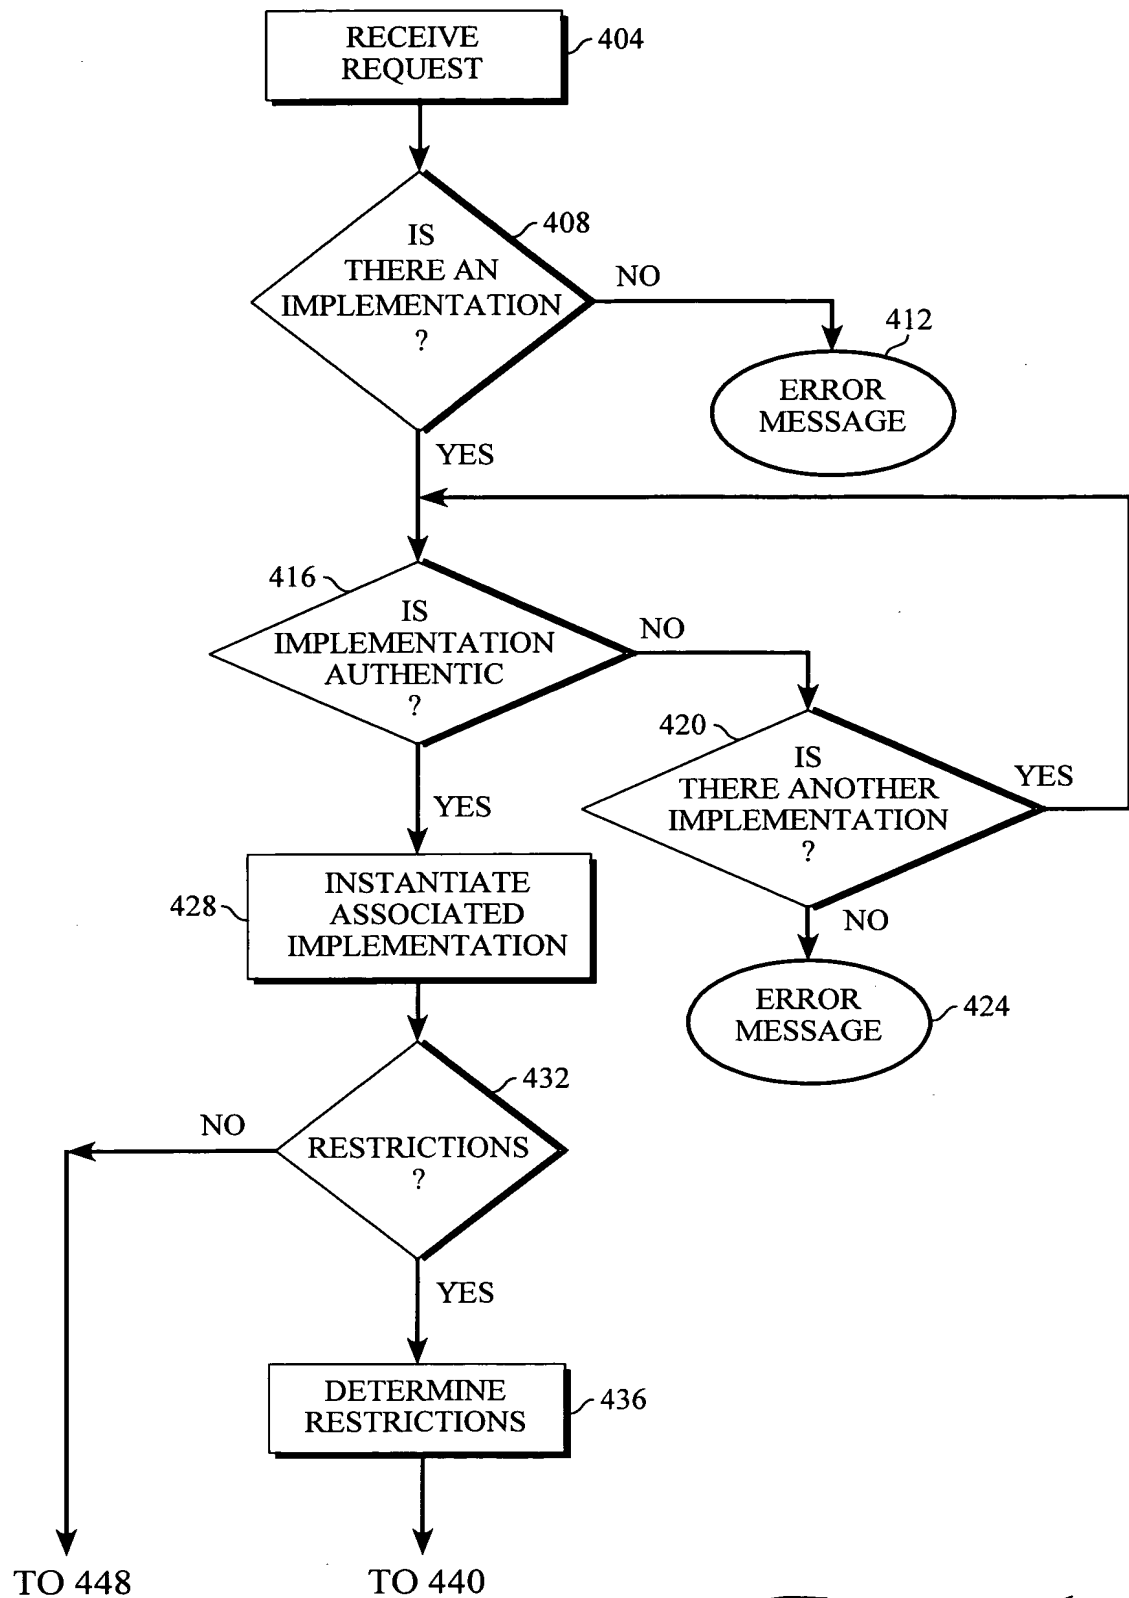 RECEIVE
REQUEST
404
408
IS
THERE AN
IMPLEMENTATION
?
NO
412
ERROR
MESSAGE
YES
416
IS
IMPLEMENTATION
AUTHENTIC
?
NO
420
IS
THERE ANOTHER
IMPLEMENTATION
?
YES
YES
NO
428
INSTANTIATE
ASSOCIATED
IMPLEMENTATION
ERROR
MESSAGE
424
432
NO
RESTRICTIONS
?
YES
DETERMINE
RESTRICTIONS
436
TO 448
TO 440